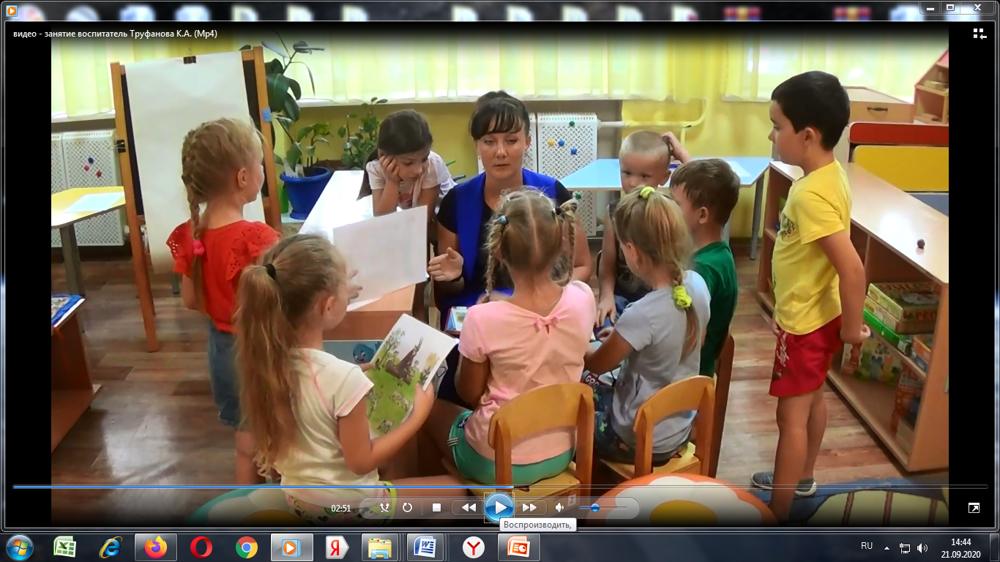 видео - занятие воспитатель Труфанова К.А. (Mp4)
02:51
Воспроизводить,
RU
14:44
21.09.2020